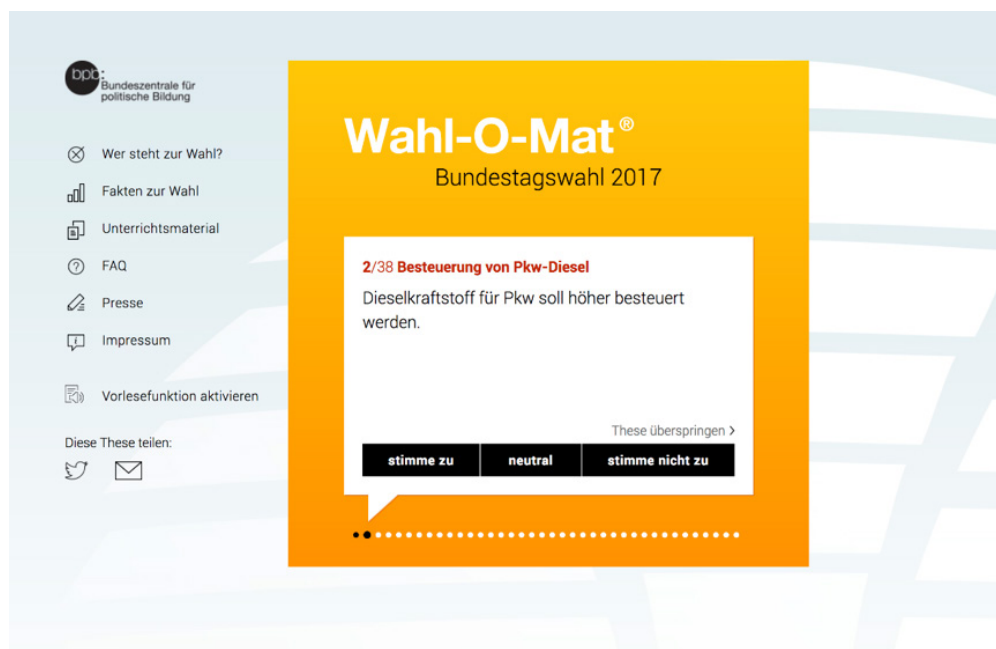 bpb:
Bundeszentrale für
politische Bildung
Wer steht zur Wahl?
Fakten zur Wahl
Unterrichtsmaterial
FAQ
Presse
Impressum
Vorlesefunktion aktivieren
Diese These teilen:
Wahl-O-Mat®
Bundestagswahl 2017
2/38 Besteuerung von Pkw-Diesel
Dieselkraftstoff für Pkw soll höher besteuert
werden.
These überspringen >
stimme zu neutral stimme nicht zu